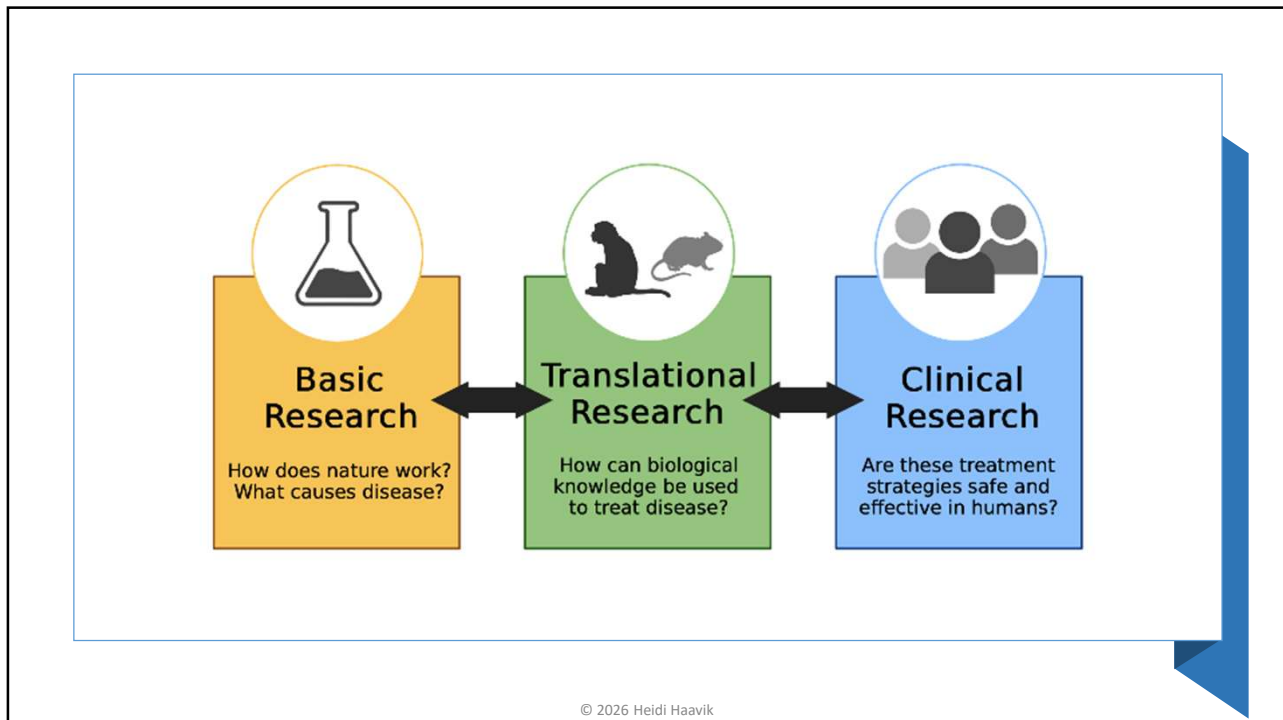 Basic
Research
How does nature work?
What causes disease?
Translational
Research
How can biological
knowledge be used
to treat disease?
Clinical
Research
Are these treatment
strategies safe and
effective in humans?
© 2026 Heidi Haavik